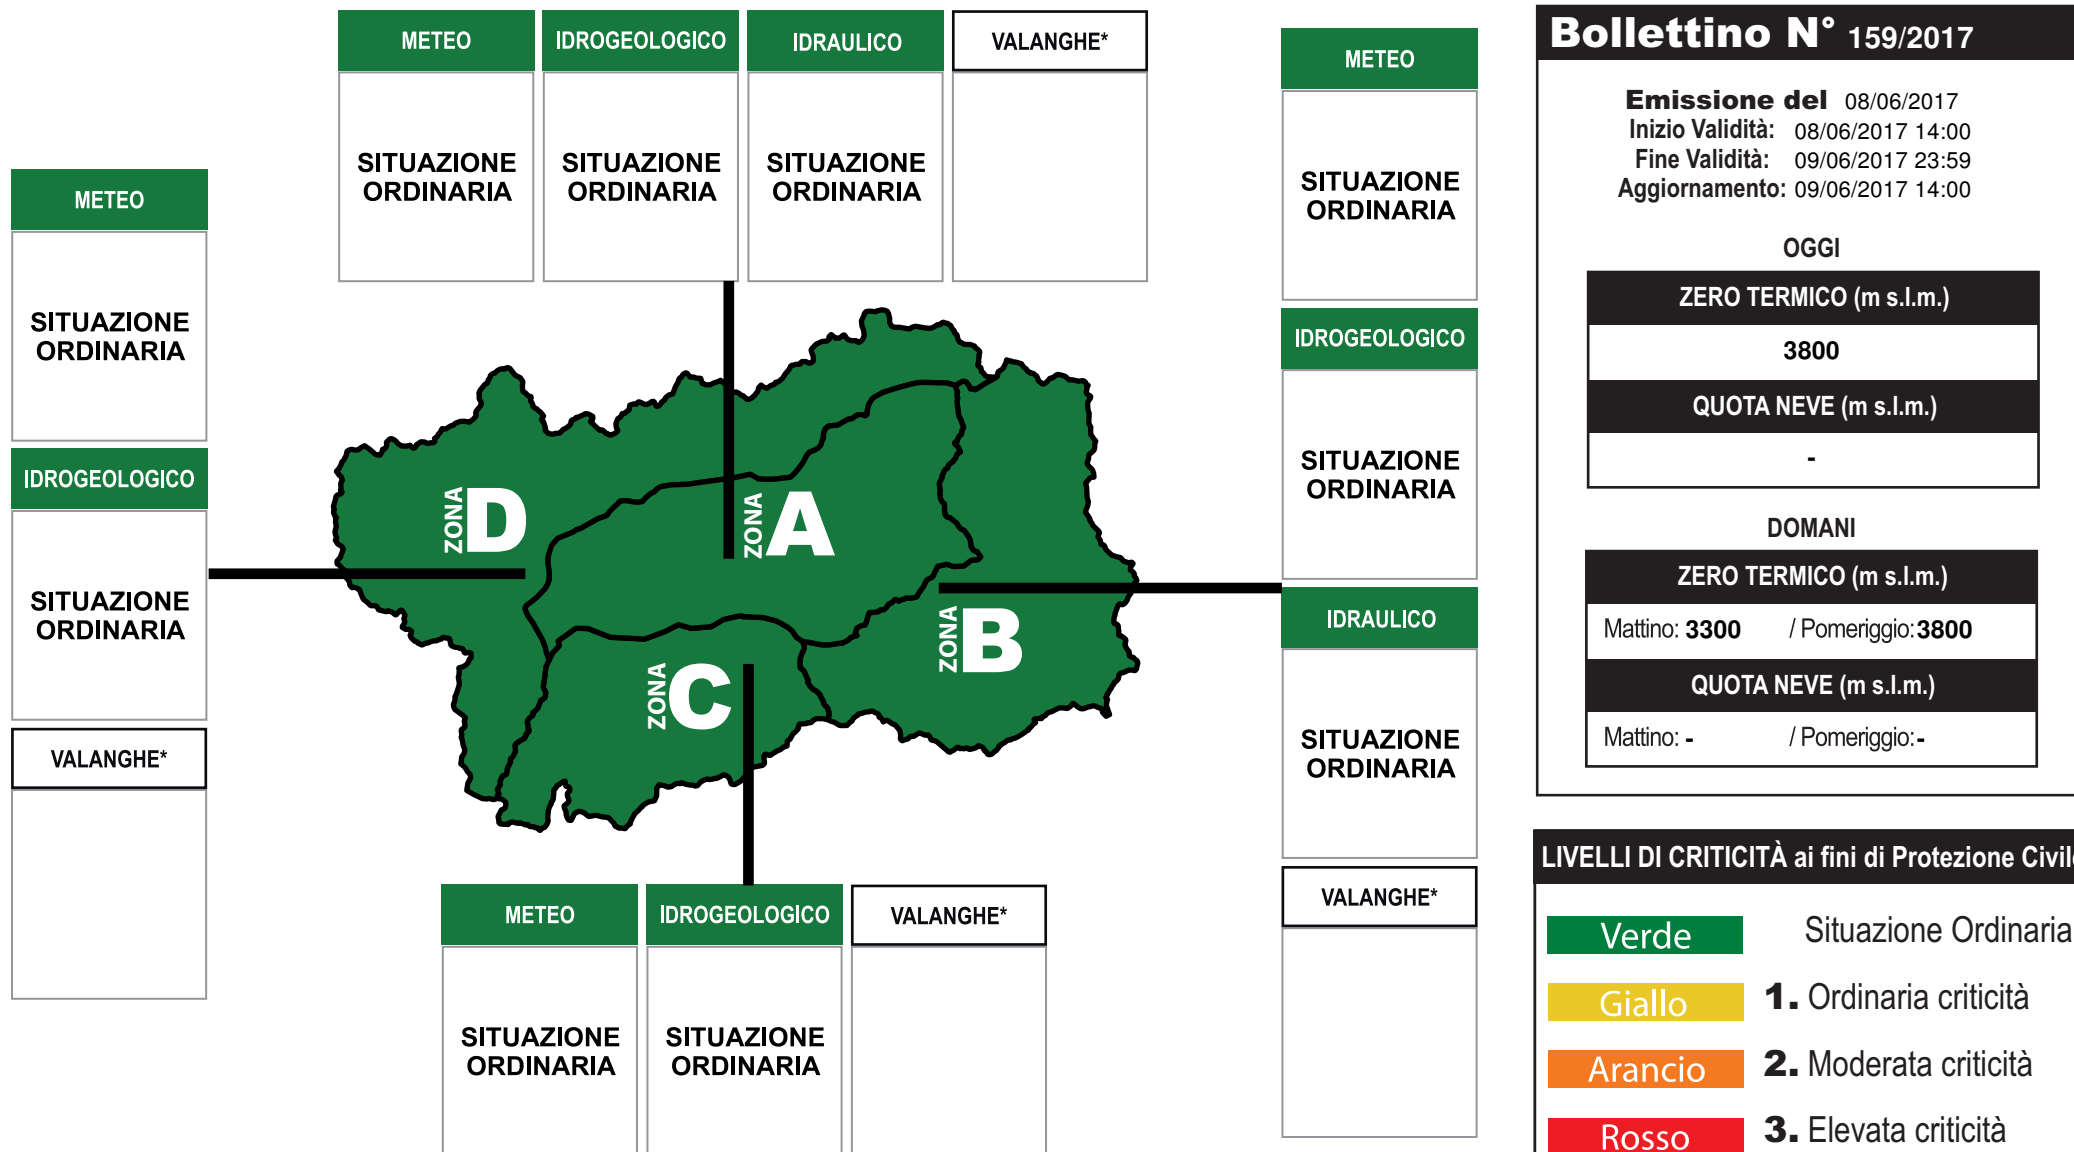 METEO IDROGEOLOGICO IDRAULICO VALANGHE*
SITUAZIONE ORDINARIA
SITUAZIONE ORDINARIA
SITUAZIONE ORDINARIA
METEO
SITUAZIONE
ORDINARIA
IDROGEOLOGICO
SITUAZIONE
ORDINARIA
VALANGHE*
ZONA D
ZONA A
ZONA B
ZONA C
METEO
SITUAZIONE
ORDINARIA
IDROGEOLOGICO
SITUAZIONE
ORDINARIA
IDRAULICO
SITUAZIONE
ORDINARIA
VALANGHE*
METEO IDROGEOLOGICO VALANGHE*
SITUAZIONE ORDINARIA
SITUAZIONE ORDINARIA
Bollettino N° 159/2017
Emissione del 08/06/2017
Inizio Validità: 08/06/2017 14:00
Fine Validità: 09/06/2017 23:59
Aggiornamento: 09/06/2017 14:00
OGGI
ZERO TERMICO (m s.l.m.)
3800
QUOTA NEVE (m s.l.m.)
-
DOMANI
ZERO TERMICO (m s.l.m.)
Mattino: 3300 / Pomeriggio: 3800
QUOTA NEVE (m s.l.m.)
Mattino: - / Pomeriggio: -
LIVELLI DI CRITICITÀ ai fini di Protezione Civile
Verde Situazione Ordinaria
Giallo 1. Ordinaria criticità
Arancio 2. Moderata criticità
Rosso 3. Elevata criticità